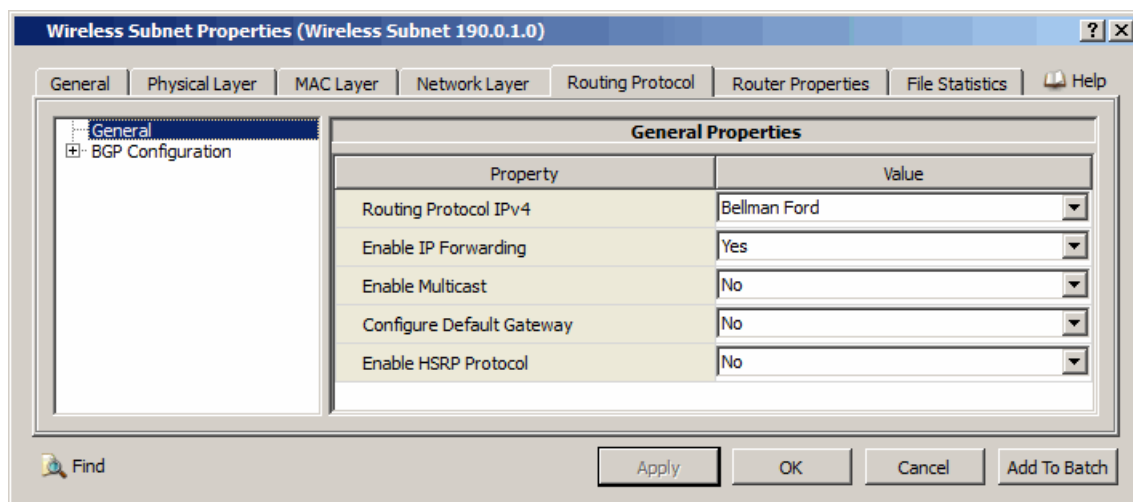 Wireless Subnet Properties (Wireless Subnet 190.0.1.0)
General Physical Layer MAC Layer Network Layer Routing Protocol Router Properties File Statistics Help
General
BGP Configuration
General Properties
Property Value
Routing Protocol IPv4 Bellman Ford
Enable IP Forwarding Yes
Enable Multicast No
Configure Default Gateway No
Enable HSRP Protocol No
Find Apply OK Cancel Add To Batch